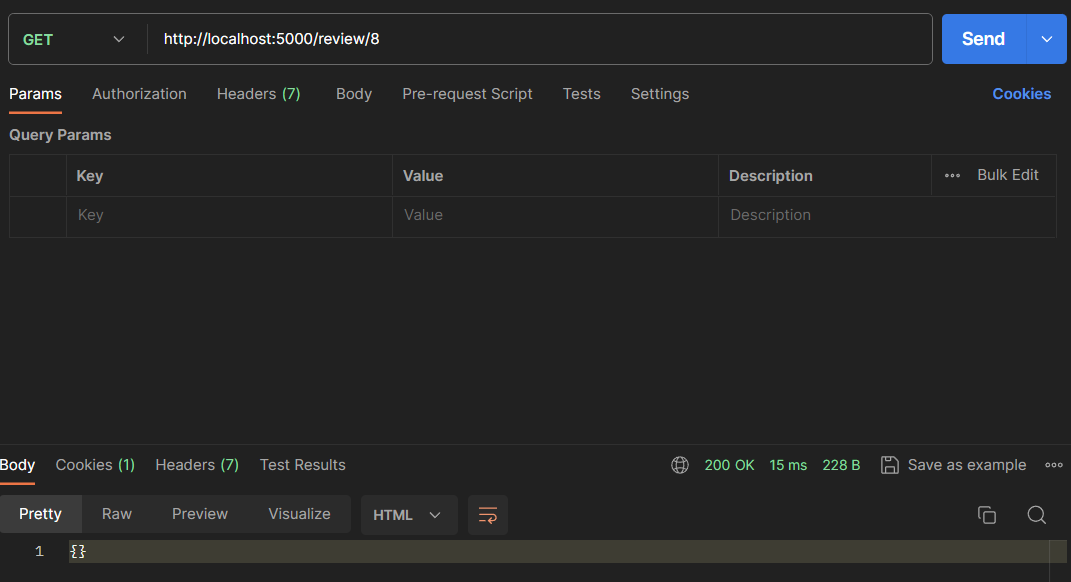 GET http://localhost:5000/review/8 Send
Params Authorization Headers (7) Body Pre-request Script Tests Settings Cookies
Query Params
Key Value Description Bulk Edit
Key Value Description
Body Cookies (1) Headers (7) Test Results 200 OK 15 ms 228 B Save as example
Pretty Raw Preview Visualize HTML
1 {}